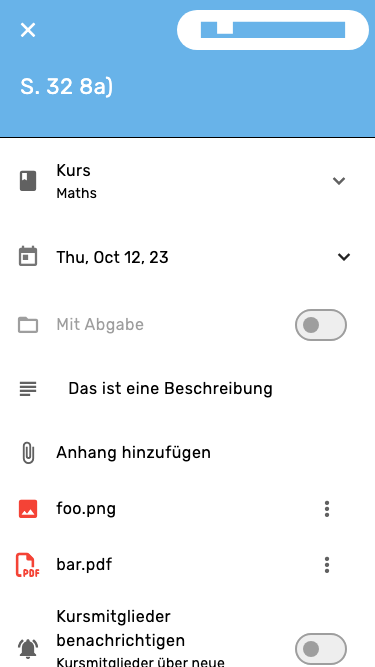 S. 32 8a)
Kurs
Maths
Thu, Oct 12, 23
Mit Abgabe
Das ist eine Beschreibung
Anhang hinzufügen
foo.png
PDF
bar.pdf
Kursmitglieder
benachrichtigen
Kursmitglieder über neue